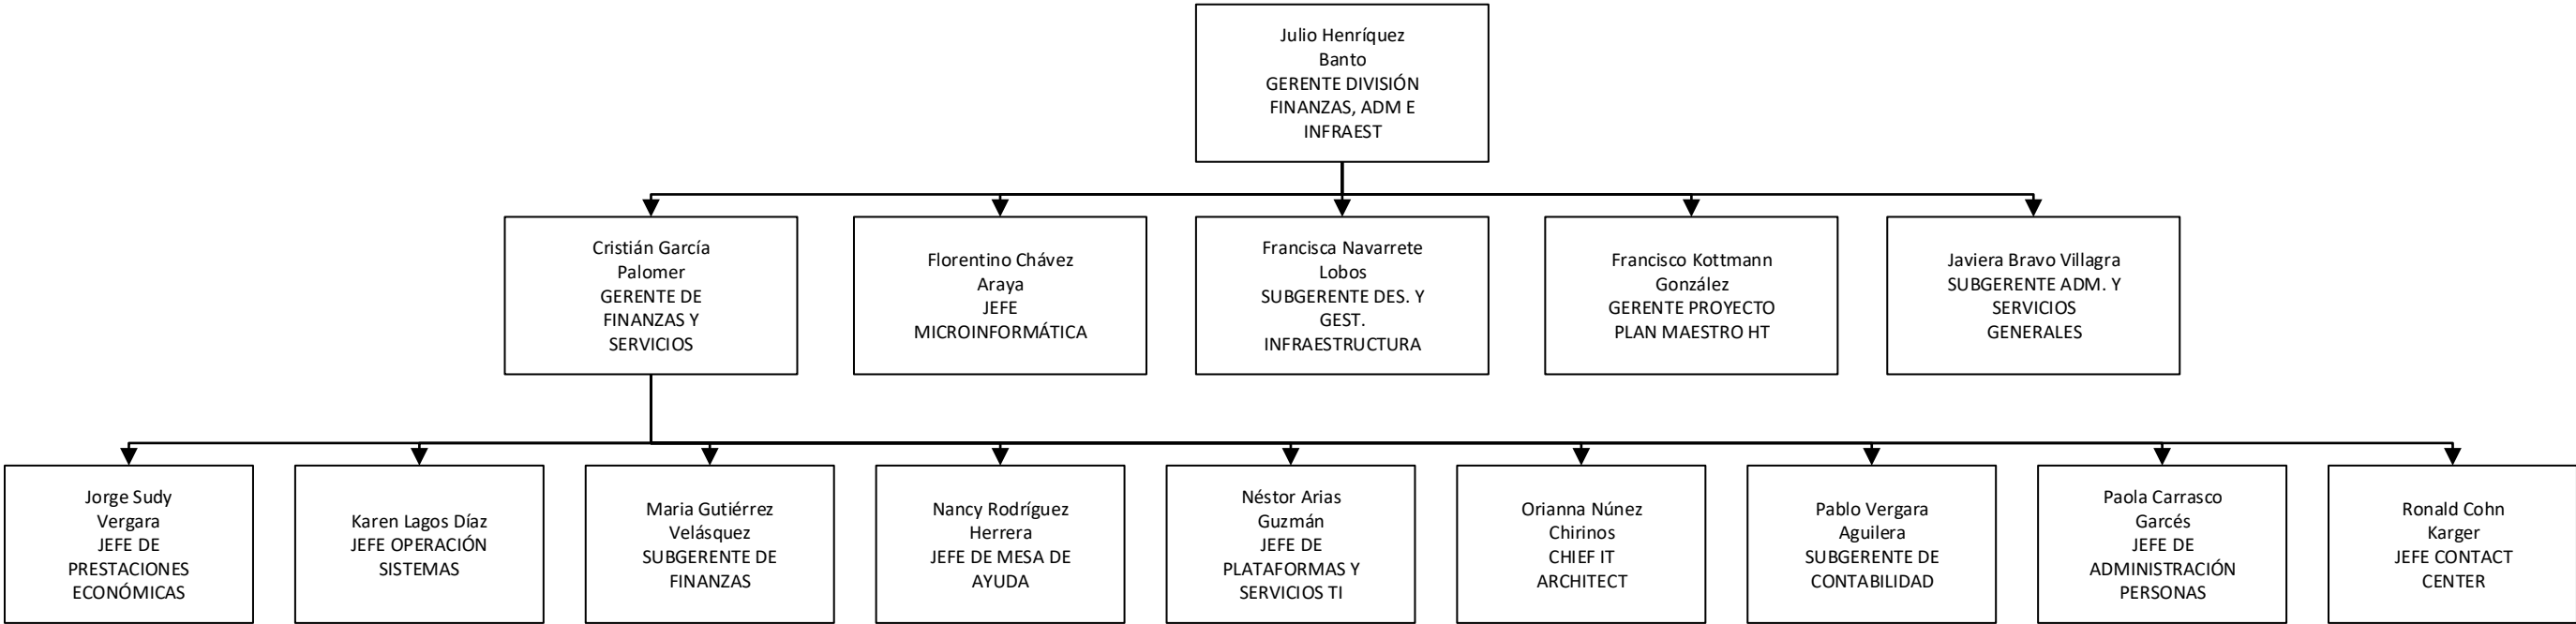 Julio Henríquez
Banto
GERENTE DIVISIÓN
FINANZAS, ADM E
INFRAEST
Cristián García
Palomer
GERENTE DE
FINANZAS Y
SERVICIOS
Florentino Chávez
Araya
JEFE
MICROINFORMÁTICA
Francisca Navarrete
Lobos
SUBGERENTE DES. Y
GEST.
INFRAESTRUCTURA
Francisco Kottmann
González
GERENTE PROYECTO
PLAN MAESTRO HT
Javiera Bravo Villagra
SUBGERENTE ADM. Y
SERVICIOS
GENERALES
Jorge Sudy
Vergara
JEFE DE
PRESTACIONES
ECONÓMICAS
Karen Lagos Díaz
JEFE OPERACIÓN
SISTEMAS
Maria Gutiérrez
Velásquez
SUBGERENTE DE
FINANZAS
Nancy Rodríguez
Herrera
JEFE DE MESA DE
AYUDA
Néstor Arias
Guzmán
JEFE DE
PLATAFORMAS Y
SERVICIOS TI
Orianna Núnez
Chirinos
CHIEF IT
ARCHITECT
Pablo Vergara
Aguilera
SUBGERENTE DE
CONTABILIDAD
Paola Carrasco
Garcés
JEFE DE
ADMINISTRACIÓN
PERSONAS
Ronald Cohn
Karger
JEFE CONTACT
CENTER